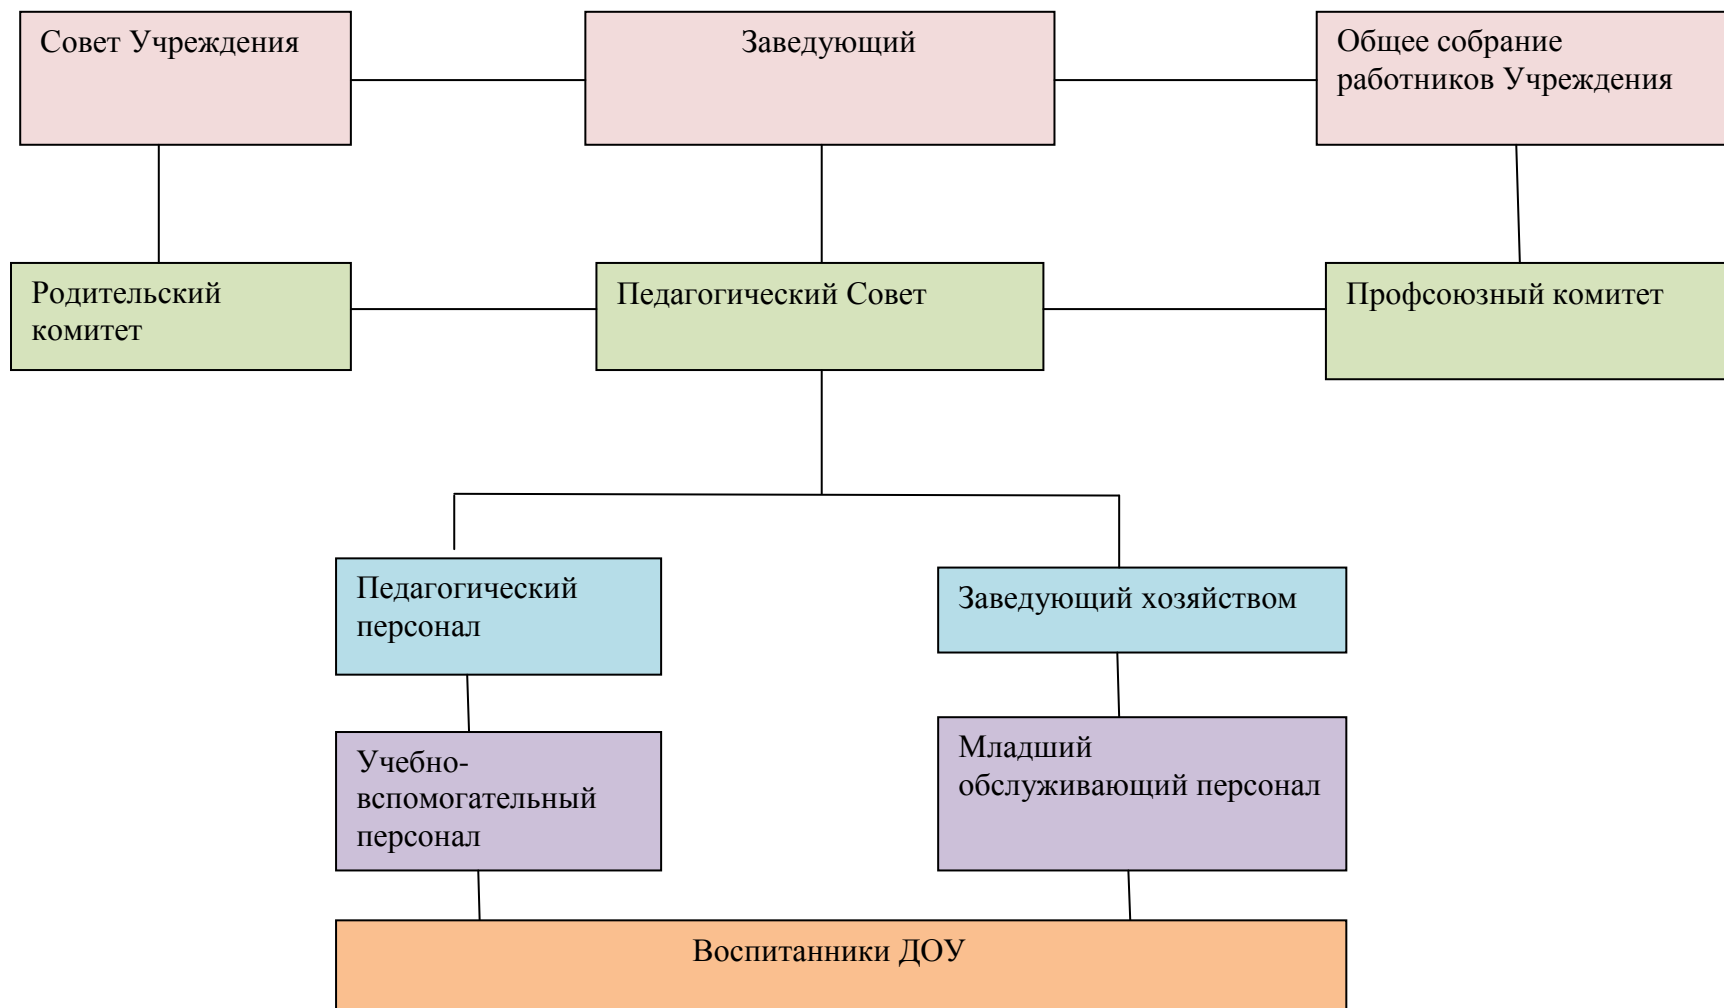 Совет Учреждения
Заведующий
Общее собрание
работников Учреждения
Родительский
комитет
Педагогический Совет
Профсоюзный комитет
Педагогический
персонал
Заведующий хозяйством
Учебно-
вспомогательный
персонал
Младший
обслуживающий персонал
Воспитанники ДОУ